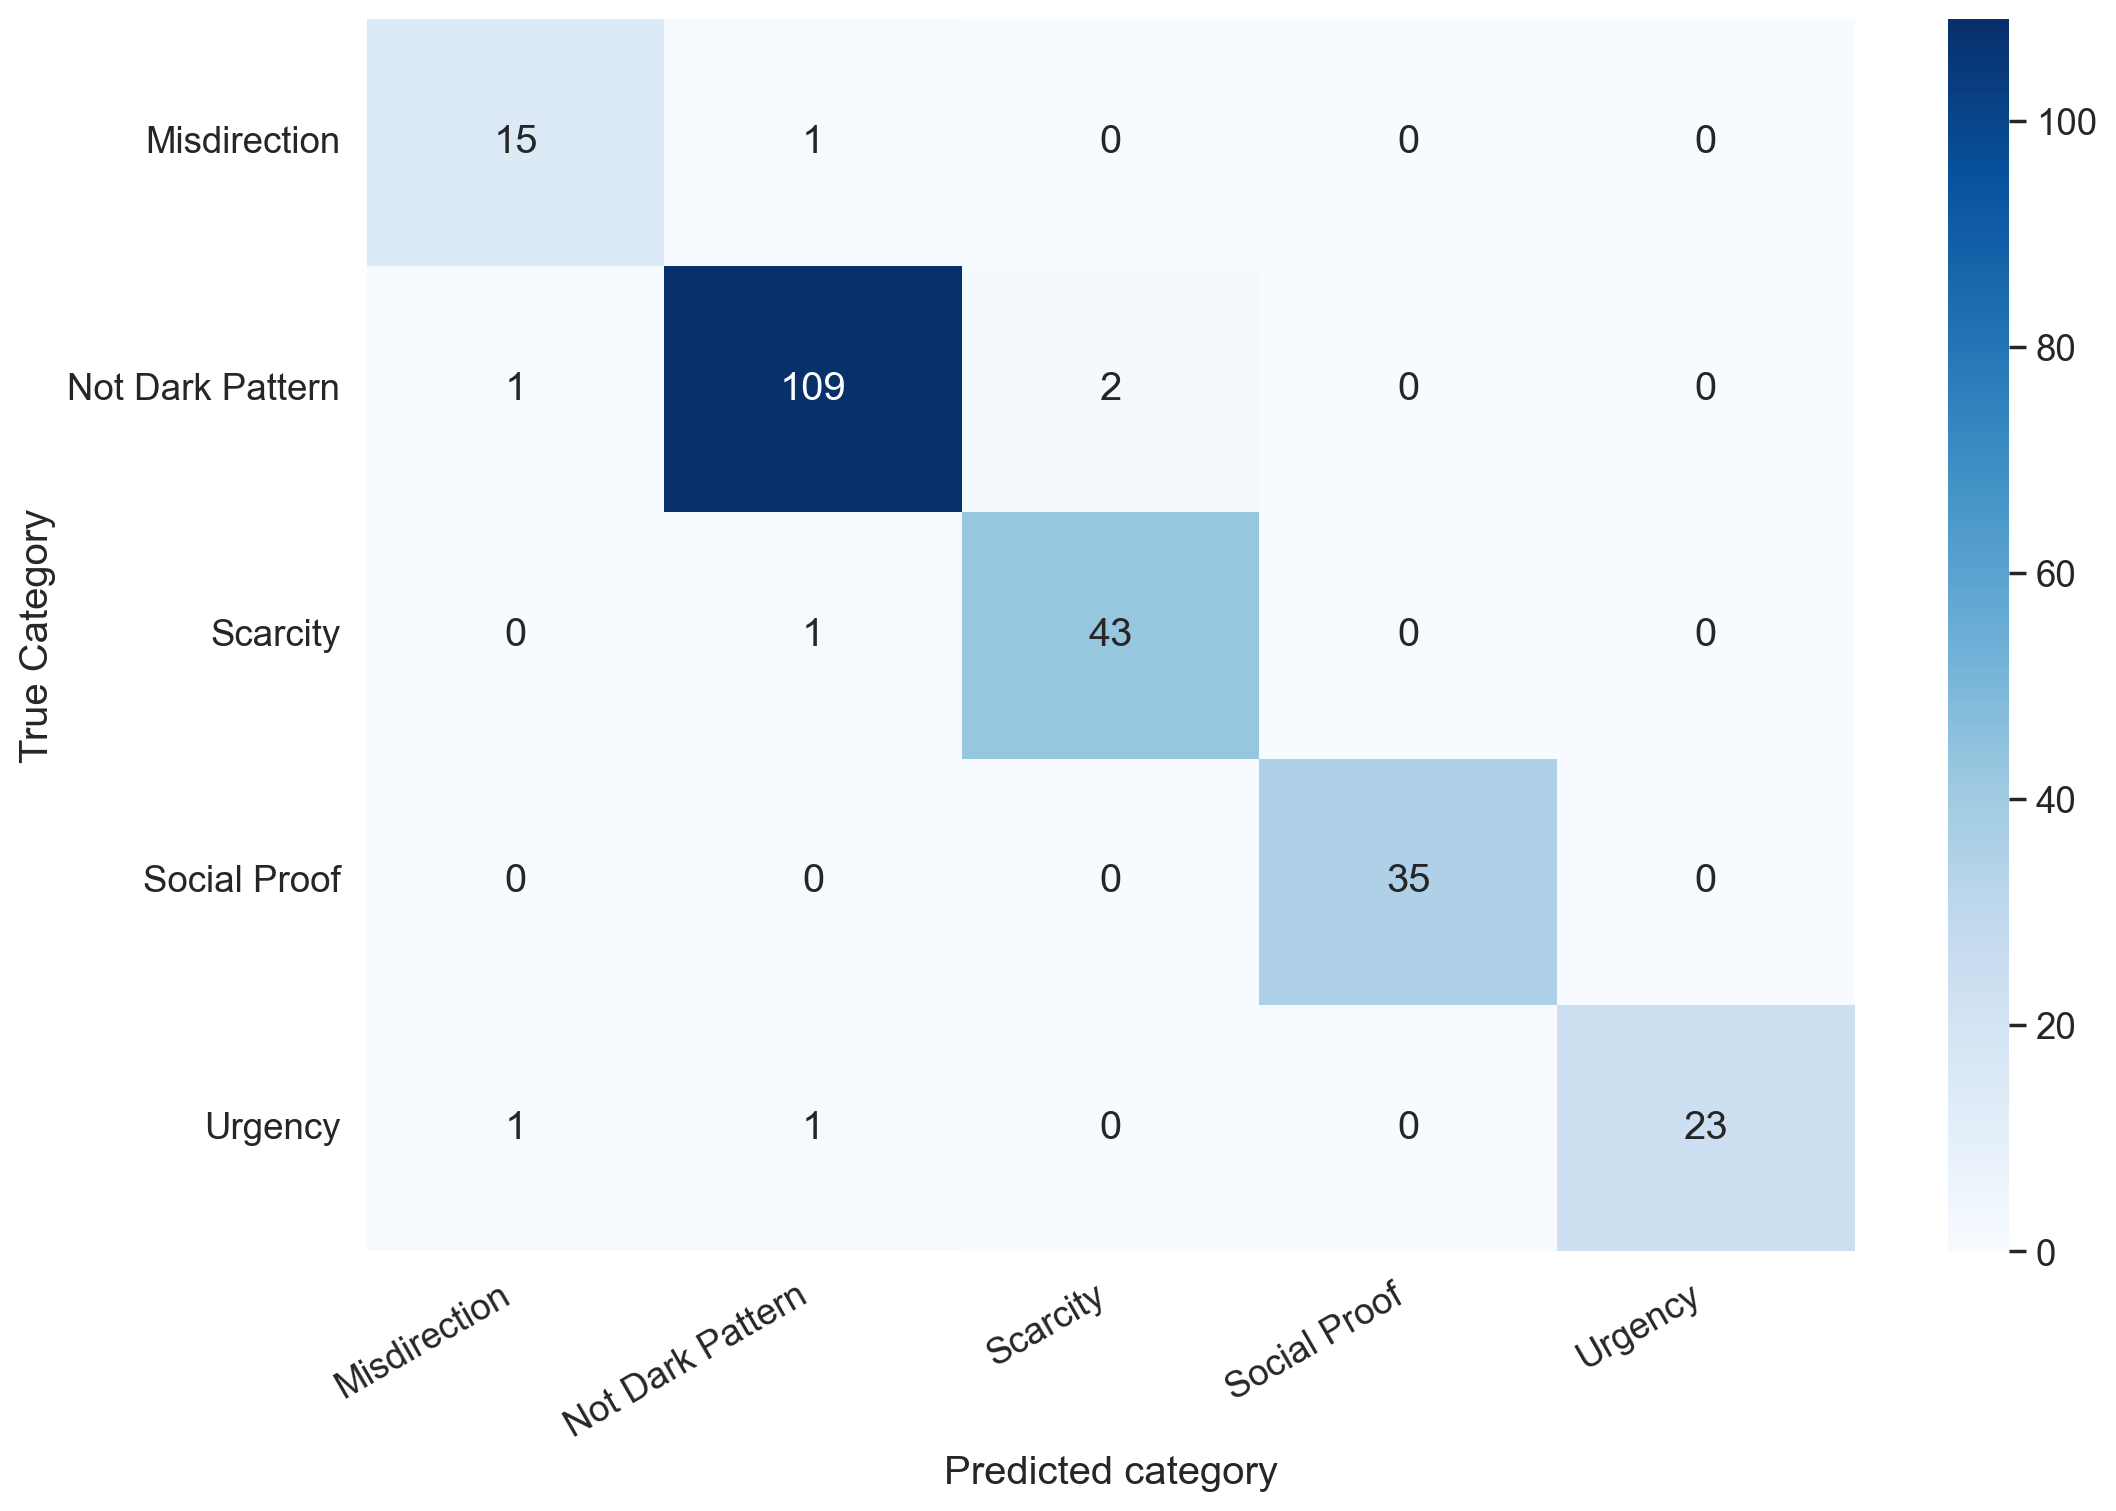 Misdirection 15 1 0 0 0
Not Dark Pattern 1 109 2 0 0
Scarcity 0 1 43 0 0
Social Proof 0 0 0 35 0
Urgency 1 1 0 0 23
True Category
Misdirection Not Dark Pattern Scarcity Social Proof Urgency
Predicted category
100
80
60
40
20
0